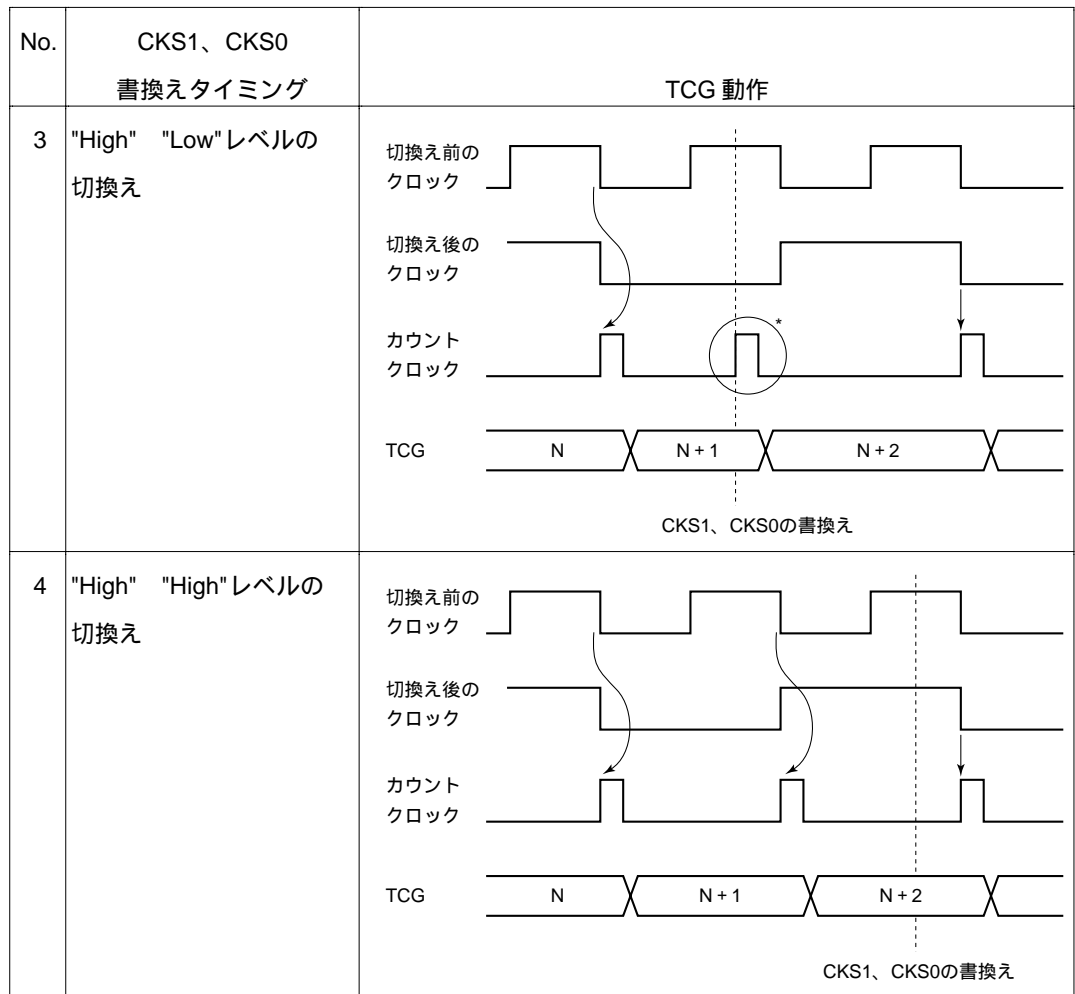 No.
CKS1、CKS0
書換えタイミング
TCG 動作
3
"High" "Low"レベルの
切換え
切換え前の
クロック
切換え後の
クロック
カウント
クロック
*
TCG
N
N + 1
N + 2
CKS1、CKS0の書換え
4
"High" "High"レベルの
切換え
切換え前の
クロック
切換え後の
クロック
カウント
クロック
TCG
N
N + 1
N + 2
CKS1、CKS0の書換え